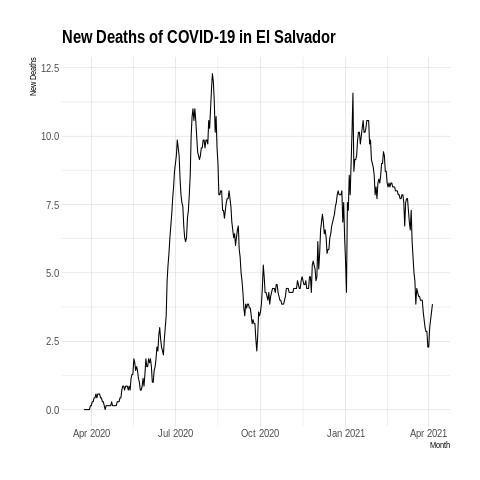 New Deaths of COVID-19 in El Salvador
New Deaths
12.5
10.0
7.5
5.0
2.5
0.0
Apr 2020 Jul 2020 Oct 2020 Jan 2021 Apr 2021
Month